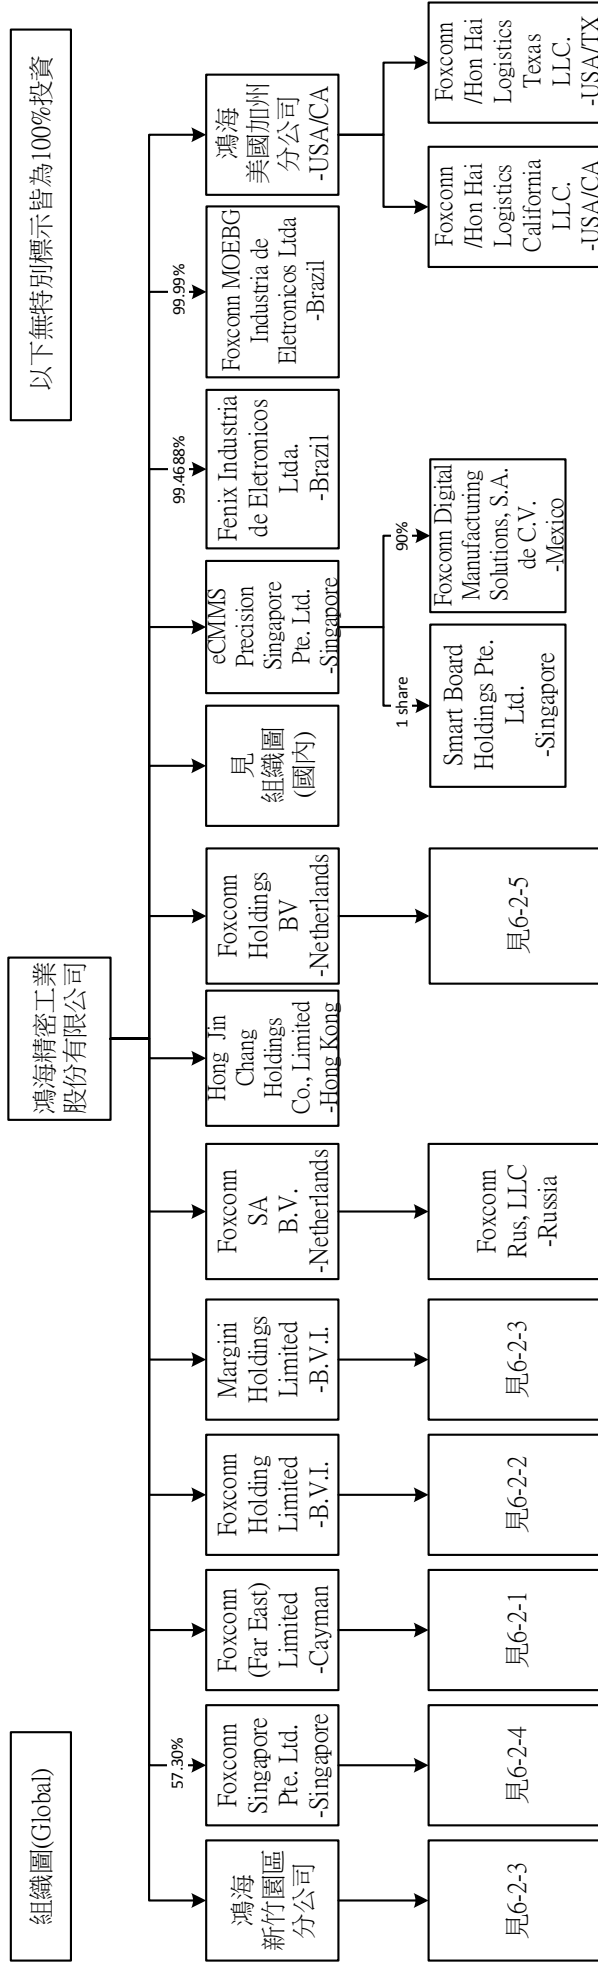 組織圖(Global)
以下無特別標示皆為100%投資
鴻海精密工業
股份有限公司
鴻海
新竹園區
分公司
57.30%
Foxconn
Singapore
Pte. Ltd.
-Singapore
Foxconn
(Far East)
Limited
-Cayman
Foxconn
Holding
Limited
-B.V.I.
Margini
Holdings
Limited
-B.V.I.
Foxconn
SA
B.V.
-Netherlands
Hong Jin
Chang
Holdings
Co., Limited
-Hong Kong
Foxconn
Holdings
BV
-Netherlands
見
組織圖
(國內)
eCMMS
Precision
Singapore
Pte. Ltd.
-Singapore
99.4688%
Fenix Industria
de Eletronicos
Ltda.
-Brazil
99.99%
Foxconn MOEBG
Industria de
Eletronicos Ltda
-Brazil
鴻海
美國加州
分公司
-USA/CA
見6-2-3
見6-2-4
見6-2-1
見6-2-2
見6-2-3
Foxconn
Rus, LLC
-Russia
見6-2-5
1 share
Smart Board
Holdings Pte.
Ltd.
-Singapore
90%
Foxconn Digital
Manufacturing
Solutions, S.A.
de C.V.
-Mexico
Foxconn
/Hon Hai
Logistics
California
LLC.
-USA/CA
Foxconn
/Hon Hai
Logistics
Texas
LLC.
-USA/TX